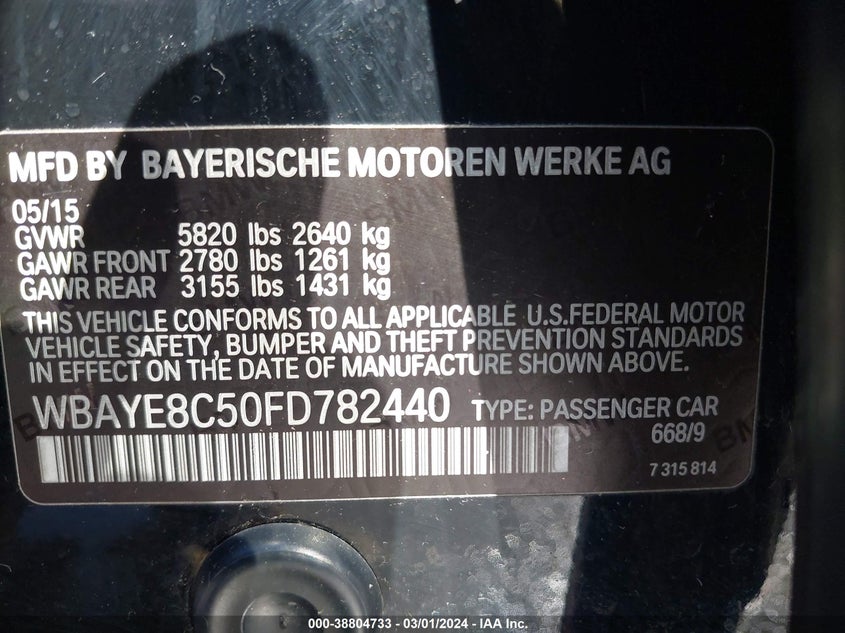 MFD BY BAYERISCHE MOTOREN WERKE AG
05/15
GVWR 5820 lbs 2640 kg
GAWR FRONT 2780 lbs 1261 kg
GAWR REAR 3155 lbs 1431 kg
THIS VEHICLE CONFORMS TO ALL APPLICABLE U.S.FEDERAL MOTOR
VEHICLE SAFETY, BUMPER AND THEFT PREVENTION STANDARDS
IN EFFECT ON THE DATE OF MANUFACTURE SHOWN ABOVE.
WBAYE8C50FD782440 TYPE: PASSENGER CAR
668/9
7 315 814
000-38804733 - 03/01/2024 - IAA Inc.